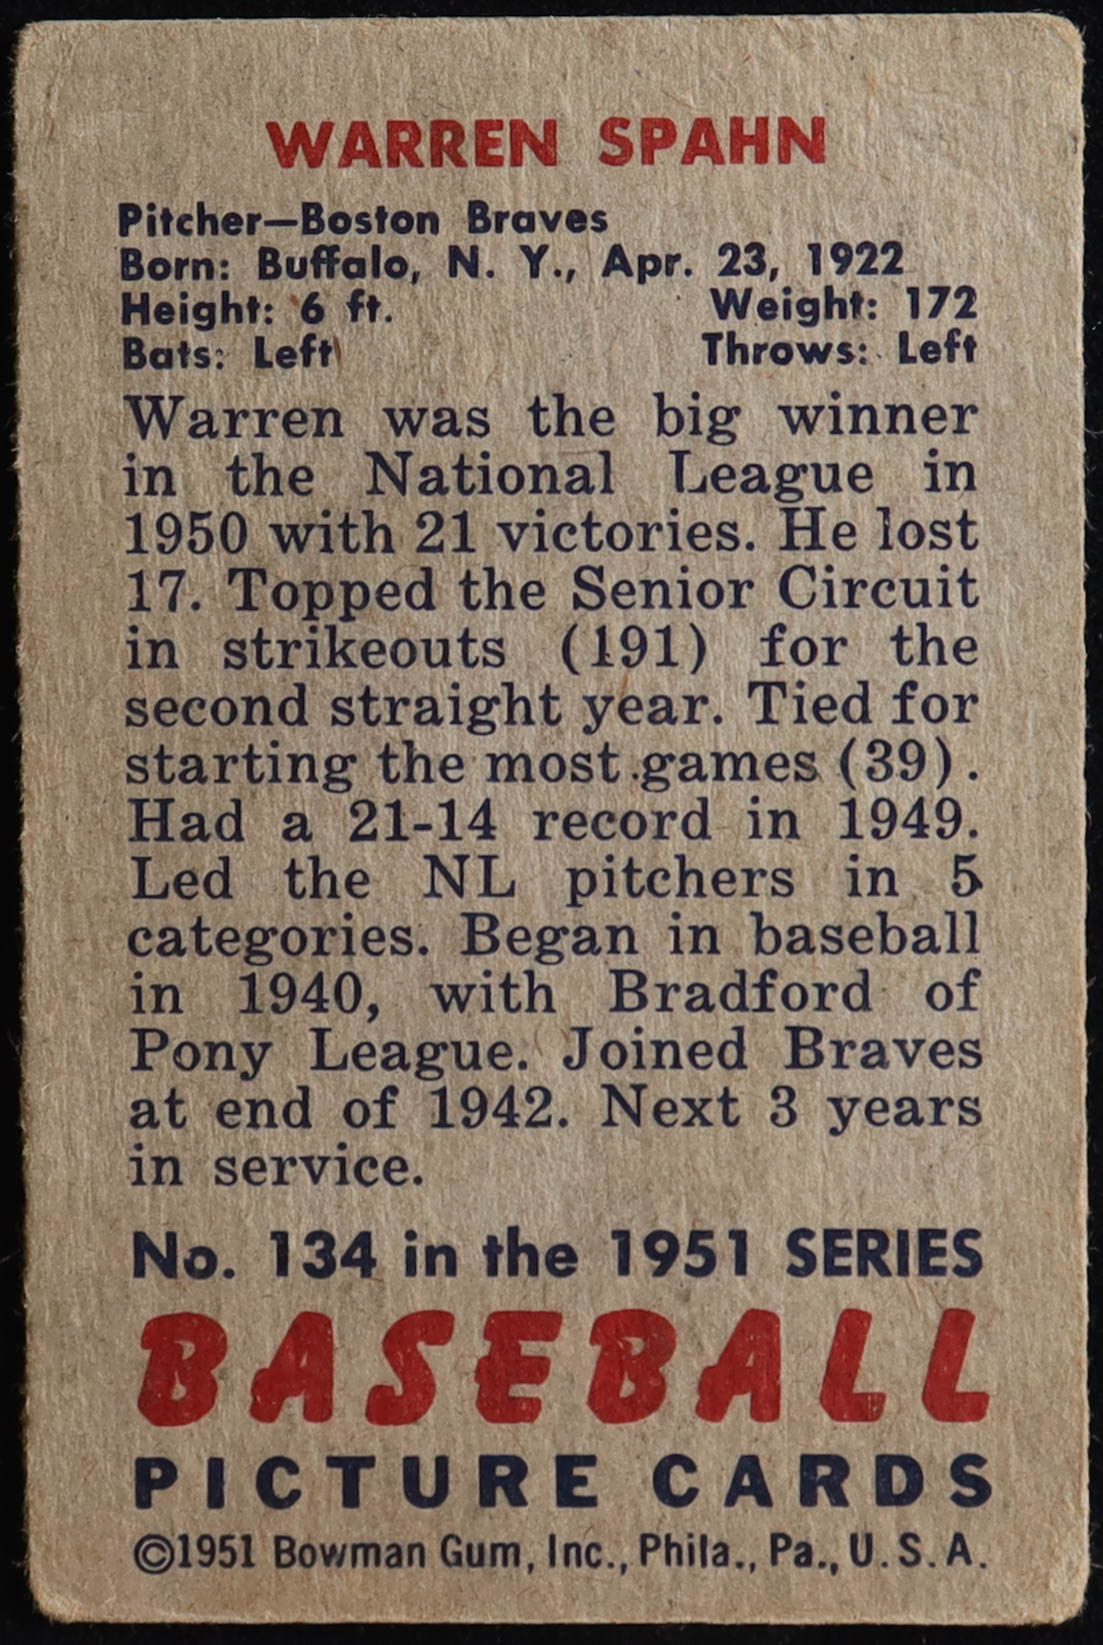 WARREN SPAHN
Pitcher—Boston Braves
Born: Buffalo, N. Y., Apr. 23, 1922
Height: 6 ft. Weight: 172
Bats: Left Throws: Left
Warren was the big winner
in the National League in
1950 with 21 victories. He lost
17. Topped the Senior Circuit
in strikeouts (191) for the
second straight year. Tied for
starting the most games (39).
Had a 21-14 record in 1949.
Led the NL pitchers in 5
categories. Began in baseball
in 1940, with Bradford of
Pony League. Joined Braves
at end of 1942. Next 3 years
in service.
No. 134 in the 1951 SERIES
BASEBALL
PICTURE CARDS
©1951 Bowman Gum, Inc., Phila., Pa., U. S. A.